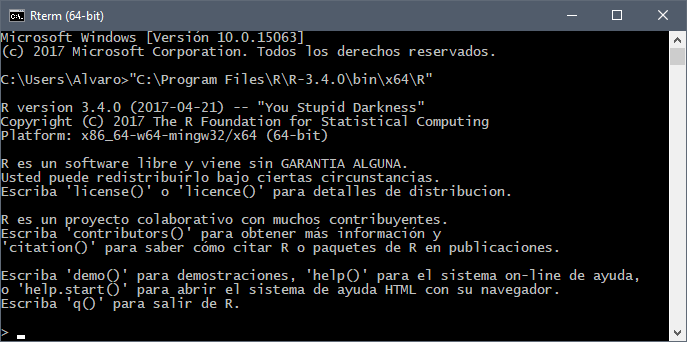 Rterm (64-bit)
Microsoft Windows [Versión 10.0.15063]
(c) 2017 Microsoft Corporation. Todos los derechos reservados.
C:\Users\Alvaro>"C:\Program Files\R\R-3.4.0\bin\x64\R"
R version 3.4.0 (2017-04-21) -- "You Stupid Darkness"
Copyright (C) 2017 The R Foundation for Statistical Computing
Platform: x86_64-w64-mingw32/x64 (64-bit)
R es un software libre y viene sin GARANTIA ALGUNA.
Usted puede redistribuirlo bajo ciertas circunstancias.
Escriba 'license()' o 'licence()' para detalles de distribucion.
R es un proyecto colaborativo con muchos contribuyentes.
Escriba 'contributors()' para obtener más información y
'citation()' para saber cómo citar R o paquetes de R en publicaciones.
Escriba 'demo()' para demostraciones, 'help()' para el sistema on-line de ayuda,
o 'help.start()' para abrir el sistema de ayuda HTML con su navegador.
Escriba 'q()' para salir de R.
> _